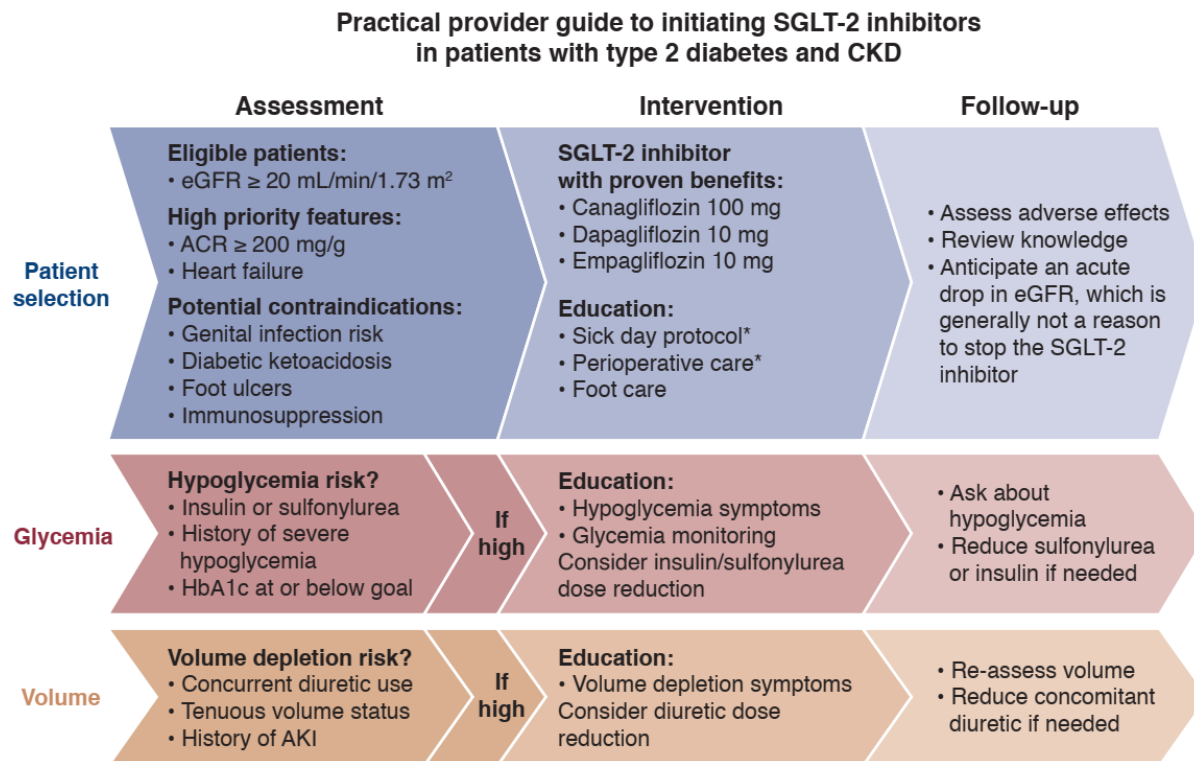 Practical provider guide to initiating SGLT-2 inhibitors
in patients with type 2 diabetes and CKD
Assessment
Intervention
Follow-up
Patient
selection
Eligible patients:
• eGFR ≥ 20 mL/min/1.73 m²
High priority features:
• ACR ≥ 200 mg/g
• Heart failure
Potential contraindications:
• Genital infection risk
• Diabetic ketoacidosis
• Foot ulcers
• Immunosuppression
SGLT-2 inhibitor
with proven benefits:
• Canagliflozin 100 mg
• Dapagliflozin 10 mg
• Empagliflozin 10 mg
Education:
• Sick day protocol*
• Perioperative care*
• Foot care
• Assess adverse effects
• Review knowledge
• Anticipate an acute
drop in eGFR, which is
generally not a reason
to stop the SGLT-2
inhibitor
Glycemia
Hypoglycemia risk?
• Insulin or sulfonylurea
• History of severe
hypoglycemia
• HbA1c at or below goal
If
high
Education:
• Hypoglycemia symptoms
• Glycemia monitoring
Consider insulin/sulfonylurea
dose reduction
• Ask about
hypoglycemia
• Reduce sulfonylurea
or insulin if needed
Volume
Volume depletion risk?
• Concurrent diuretic use
• Tenuous volume status
• History of AKI
If
high
Education:
• Volume depletion symptoms
Consider diuretic dose
reduction
• Re-assess volume
• Reduce concomitant
diuretic if needed